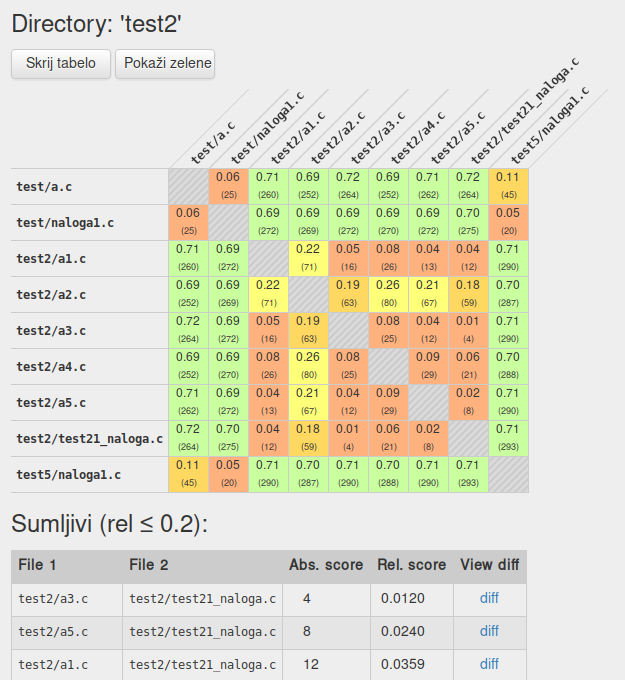 Directory: 'test2'
Skrij tabelo Pokaži zelene
test/a.c test/naloga1.c test2/a1.c test2/a2.c test2/a3.c test2/a4.c test2/a5.c test2/test21_naloga.c test5/naloga1.c
test/a.c 0.06 0.71 0.69 0.72 0.69 0.71 0.72 0.11
(25) (260) (252) (264) (252) (262) (264) (45)
test/naloga1.c 0.06 0.69 0.69 0.69 0.69 0.69 0.70 0.05
(25) (272) (269) (272) (270) (272) (275) (20)
test2/a1.c 0.71 0.69 0.22 0.05 0.08 0.04 0.04 0.71
(260) (272) (71) (16) (26) (13) (12) (290)
test2/a2.c 0.69 0.69 0.22 0.19 0.26 0.21 0.18 0.70
(252) (269) (71) (63) (80) (67) (59) (287)
test2/a3.c 0.72 0.69 0.05 0.19 0.08 0.04 0.01 0.71
(264) (272) (16) (63) (25) (12) (4) (290)
test2/a4.c 0.69 0.69 0.08 0.26 0.08 0.09 0.06 0.70
(252) (270) (26) (80) (25) (29) (21) (288)
test2/a5.c 0.71 0.69 0.04 0.21 0.04 0.09 0.02 0.71
(262) (272) (13) (67) (12) (29) (8) (290)
test2/test21_naloga.c 0.72 0.70 0.04 0.18 0.01 0.06 0.02 0.71
(264) (275) (12) (59) (4) (21) (8) (293)
test5/naloga1.c 0.11 0.05 0.71 0.70 0.71 0.70 0.71 0.71
(45) (20) (290) (287) (290) (288) (290) (293)
Sumljivi (rel ≤ 0.2):
File 1 File 2 Abs. score Rel. score View diff
test2/a3.c test2/test21_naloga.c 4 0.0120 diff
test2/a5.c test2/test21_naloga.c 8 0.0240 diff
test2/a1.c test2/test21_naloga.c 12 0.0359 diff